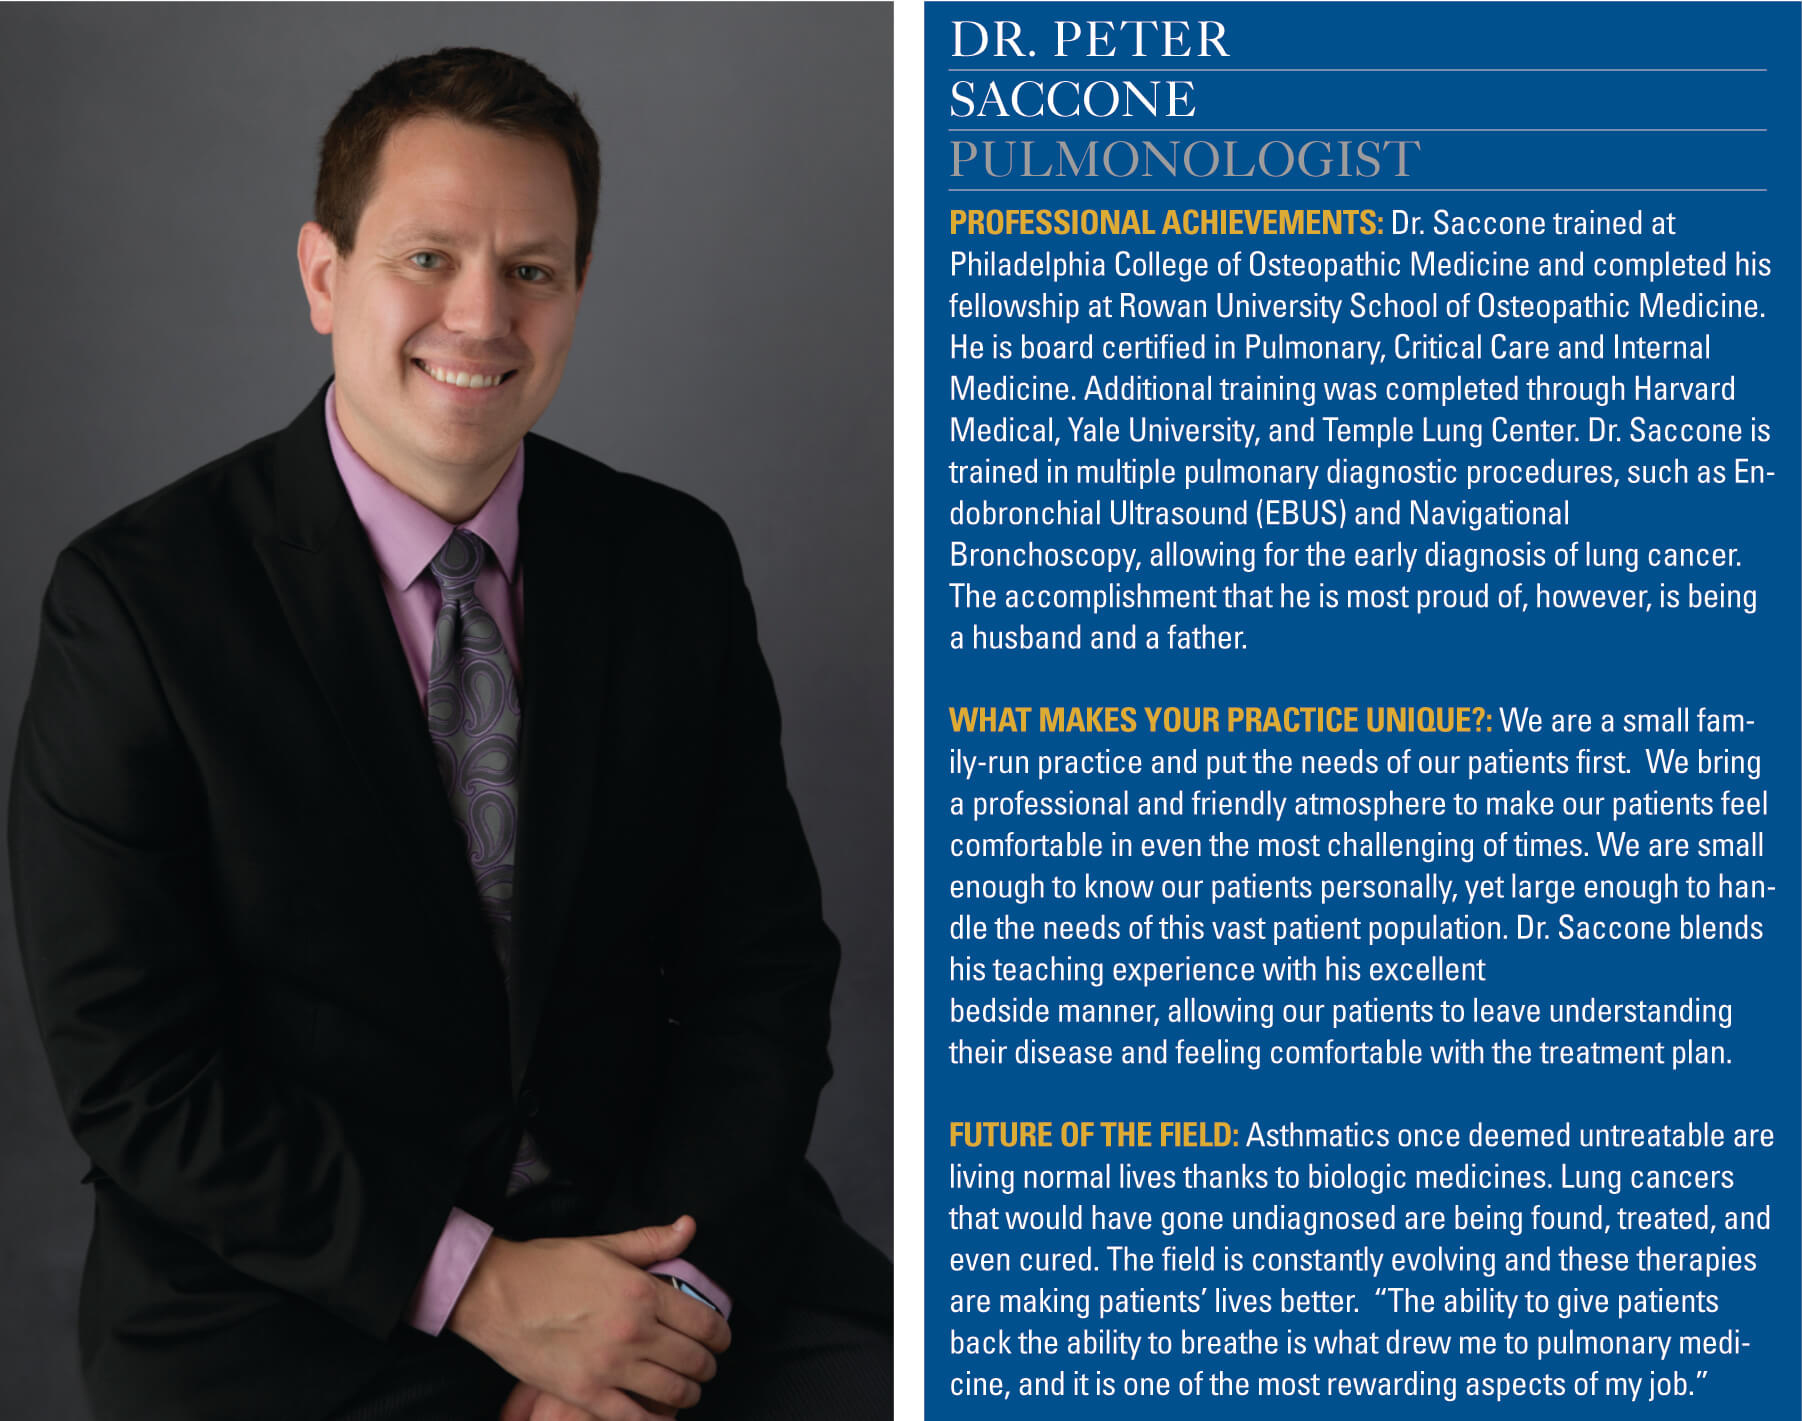 DR. PETER
SACCONE
PULMONOLOGIST
PROFESSIONAL ACHIEVEMENTS: Dr. Saccone trained at
Philadelphia College of Osteopathic Medicine and completed his
fellowship at Rowan University School of Osteopathic Medicine.
He is board certified in Pulmonary, Critical Care and Internal
Medicine. Additional training was completed through Harvard
Medical, Yale University, and Temple Lung Center. Dr. Saccone is
trained in multiple pulmonary diagnostic procedures, such as En-
dobronchial Ultrasound (EBUS) and Navigational
Bronchoscopy, allowing for the early diagnosis of lung cancer.
The accomplishment that he is most proud of, however, is being
a husband and a father.
WHAT MAKES YOUR PRACTICE UNIQUE?: We are a small fam-
ily-run practice and put the needs of our patients first.  We bring
a professional and friendly atmosphere to make our patients feel
comfortable in even the most challenging of times. We are small
enough to know our patients personally, yet large enough to han-
dle the needs of this vast patient population. Dr. Saccone blends
his teaching experience with his excellent
bedside manner, allowing our patients to leave understanding
their disease and feeling comfortable with the treatment plan.
FUTURE OF THE FIELD: Asthmatics once deemed untreatable are
living normal lives thanks to biologic medicines. Lung cancers
that would have gone undiagnosed are being found, treated, and
even cured. The field is constantly evolving and these therapies
are making patients’ lives better.  “The ability to give patients
back the ability to breathe is what drew me to pulmonary medi-
cine, and it is one of the most rewarding aspects of my job.”